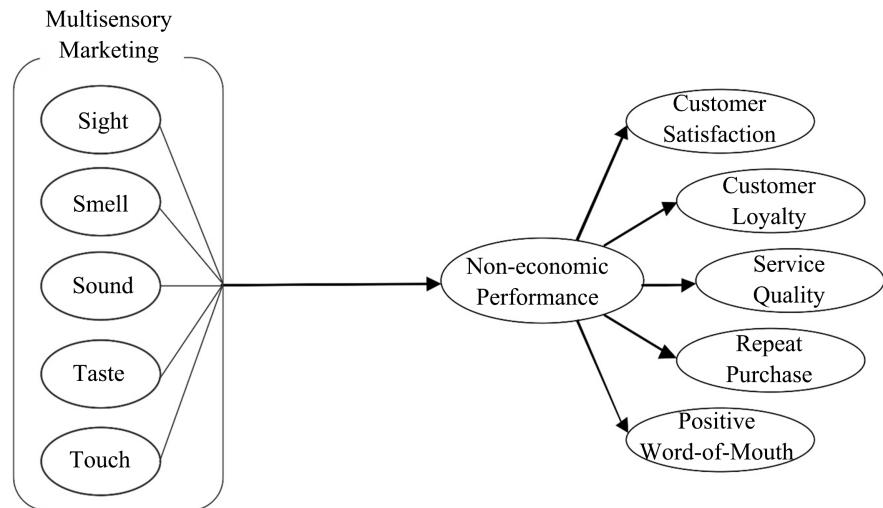 Multisensory
Marketing
Sight
Smell
Sound
Taste
Touch
Non-economic
Performance
Customer
Satisfaction
Customer
Loyalty
Service
Quality
Repeat
Purchase
Positive
Word-of-Mouth